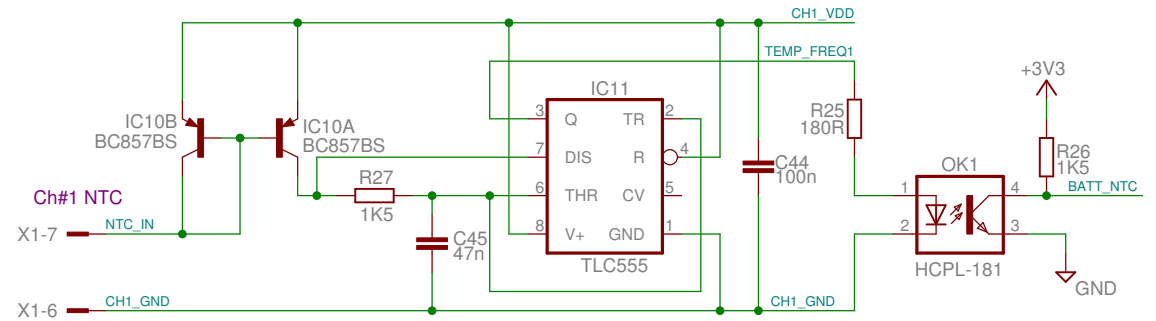 CH1_VDD
TEMP_FREQ1
+3V3
IC11
IC10B
BC857BS
IC10A
BC857BS
3
Q
TR
2
R25
180R
7
DIS
R
4
C44
100n
R26
1K5
OK1
R27
1K5
6
THR
CV
5
1
4
BATT_NTC
Ch#1 NTC
X1-7
NTC_IN
C45
47n
8
V+
GND
1
2
3
TLC555
HCPL-181
GND
X1-6
CH1_GND
CH1_GND